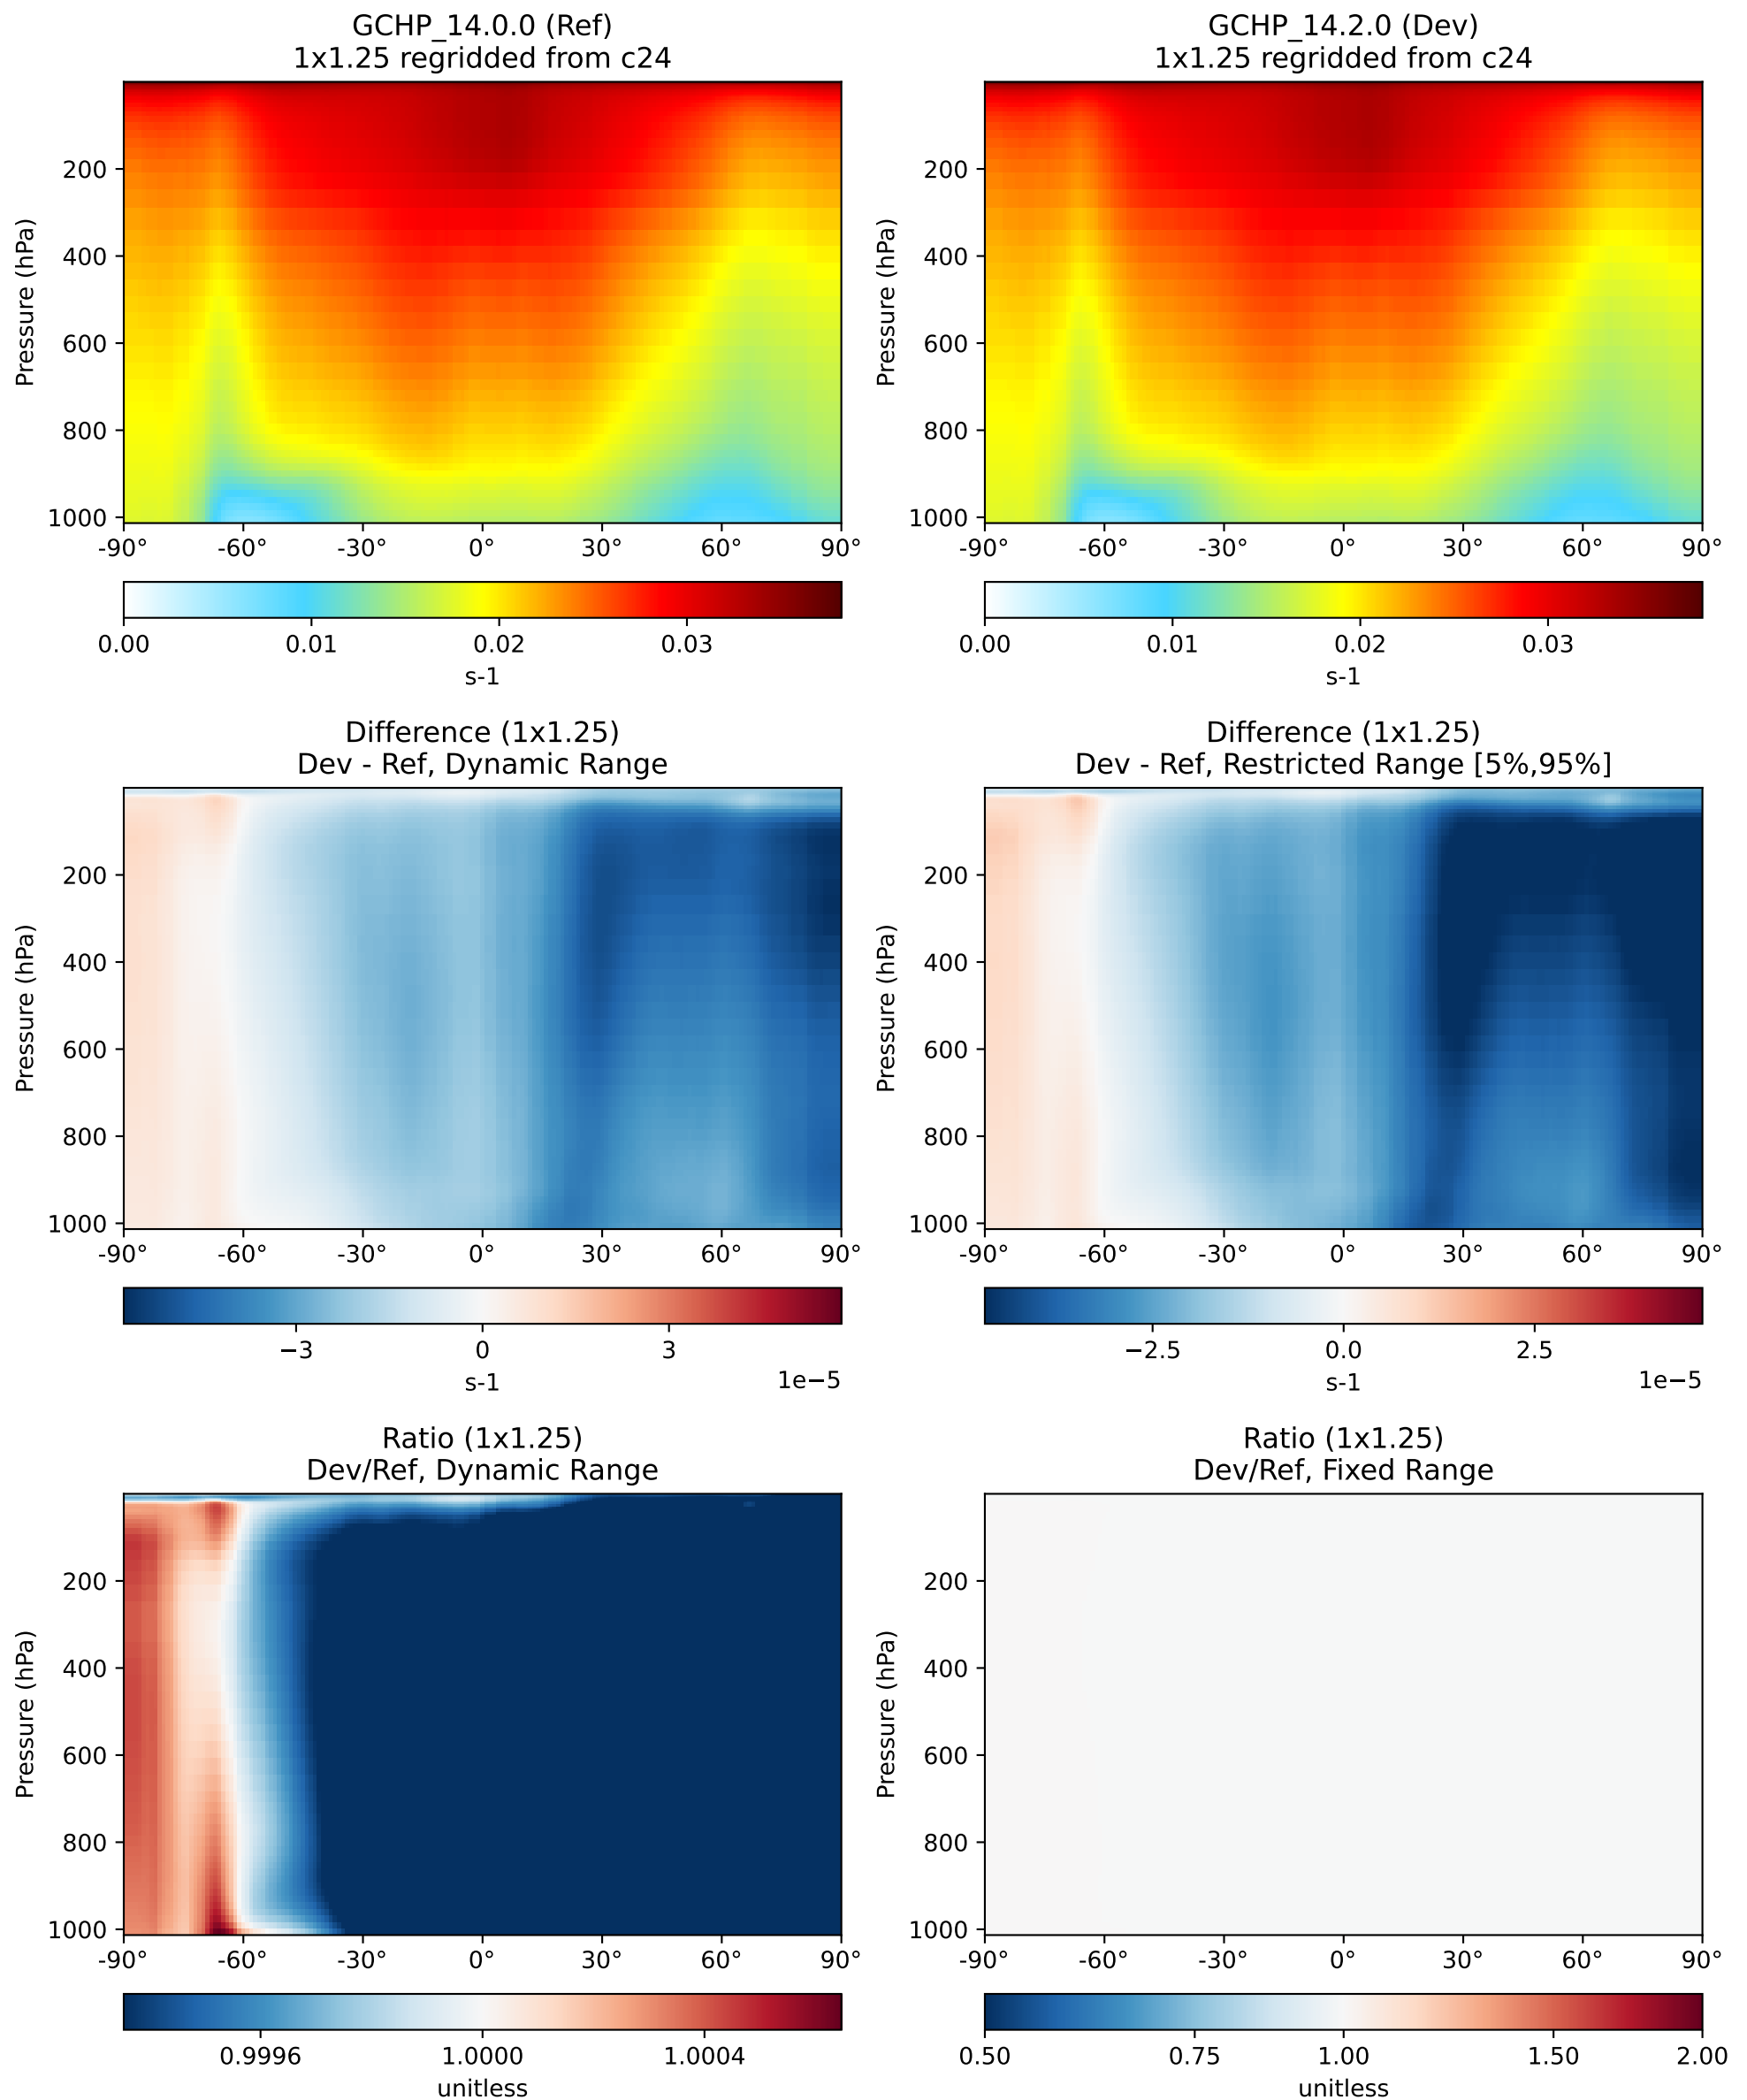 GCHP_14.0.0 (Ref)
1x1.25 regridded from c24
Pressure (hPa)
200
400
600
800
1000
-90° -60° -30° 0° 30° 60° 90°
0.00 0.01 0.02 0.03
s-1
GCHP_14.2.0 (Dev)
1x1.25 regridded from c24
Pressure (hPa)
200
400
600
800
1000
-90° -60° -30° 0° 30° 60° 90°
0.00 0.01 0.02 0.03
s-1
Difference (1x1.25)
Dev - Ref, Dynamic Range
Pressure (hPa)
200
400
600
800
1000
-90° -60° -30° 0° 30° 60° 90°
−3 0 3
s-1 1e−5
Difference (1x1.25)
Dev - Ref, Restricted Range [5%,95%]
Pressure (hPa)
200
400
600
800
1000
-90° -60° -30° 0° 30° 60° 90°
−2.5 0.0 2.5
s-1 1e−5
Ratio (1x1.25)
Dev/Ref, Dynamic Range
Pressure (hPa)
200
400
600
800
1000
-90° -60° -30° 0° 30° 60° 90°
0.9996 1.0000 1.0004
unitless
Ratio (1x1.25)
Dev/Ref, Fixed Range
Pressure (hPa)
200
400
600
800
1000
-90° -60° -30° 0° 30° 60° 90°
0.50 0.75 1.00 1.50 2.00
unitless